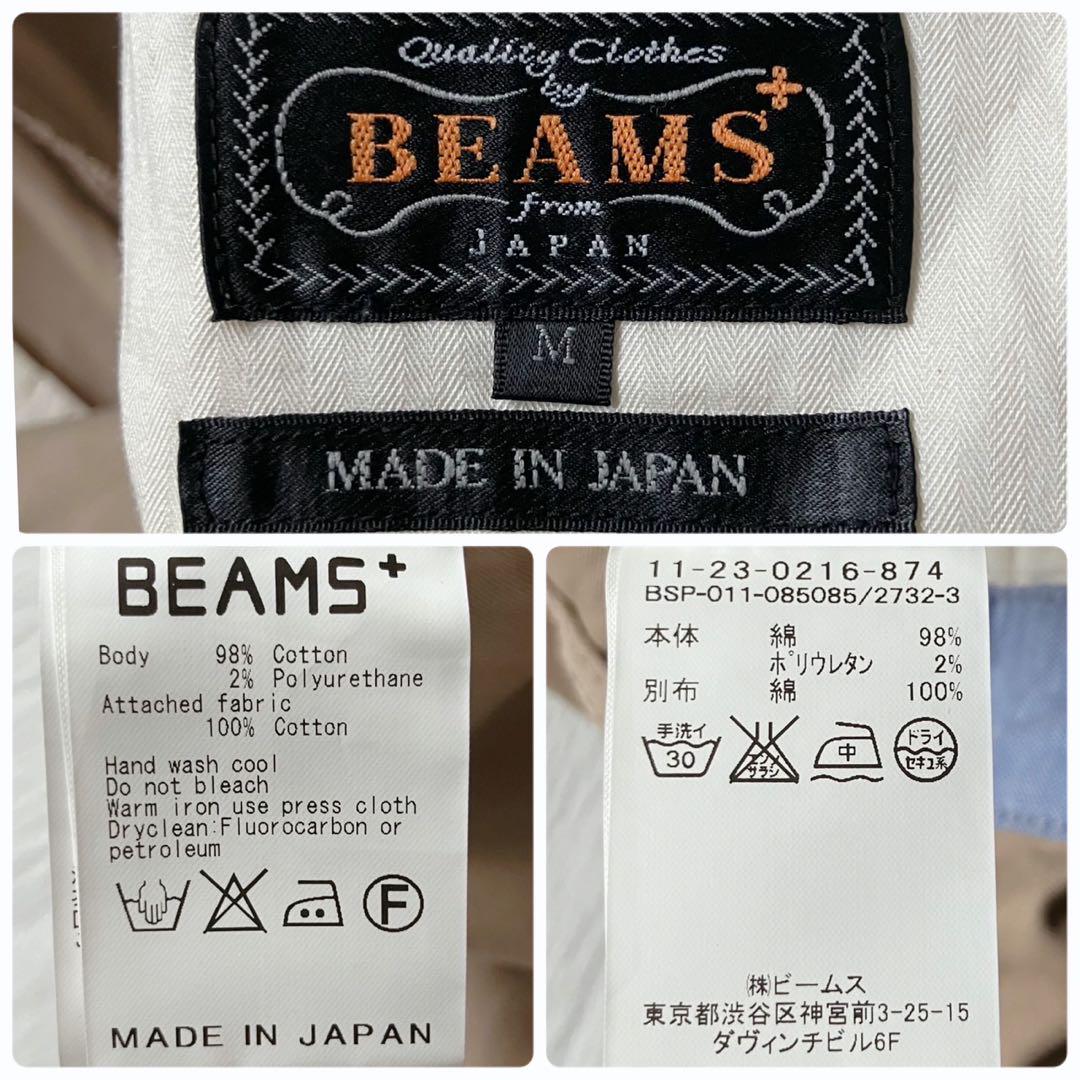 Quality Clothes
by
BEAMS+
from
JAPAN
M
MADE IN JAPAN
BEAMS+
Body 98% Cotton
2% Polyurethane
Attached fabric
100% Cotton
Hand wash cool
Do not bleach
Warm iron use press cloth
Dryclean:Fluorocarbon or
petroleum
F
MADE IN JAPAN
11-23-0216-874
BSP-011-085085/2732-3
本体 綿 98%
ポリウレタン 2%
別布 綿 100%
手洗イ
30
エンソ
サラシ
中
ドライ
セキユ系
㈱ビームス
東京都渋谷区神宮前3-25-15
ダヴィンチビル6F